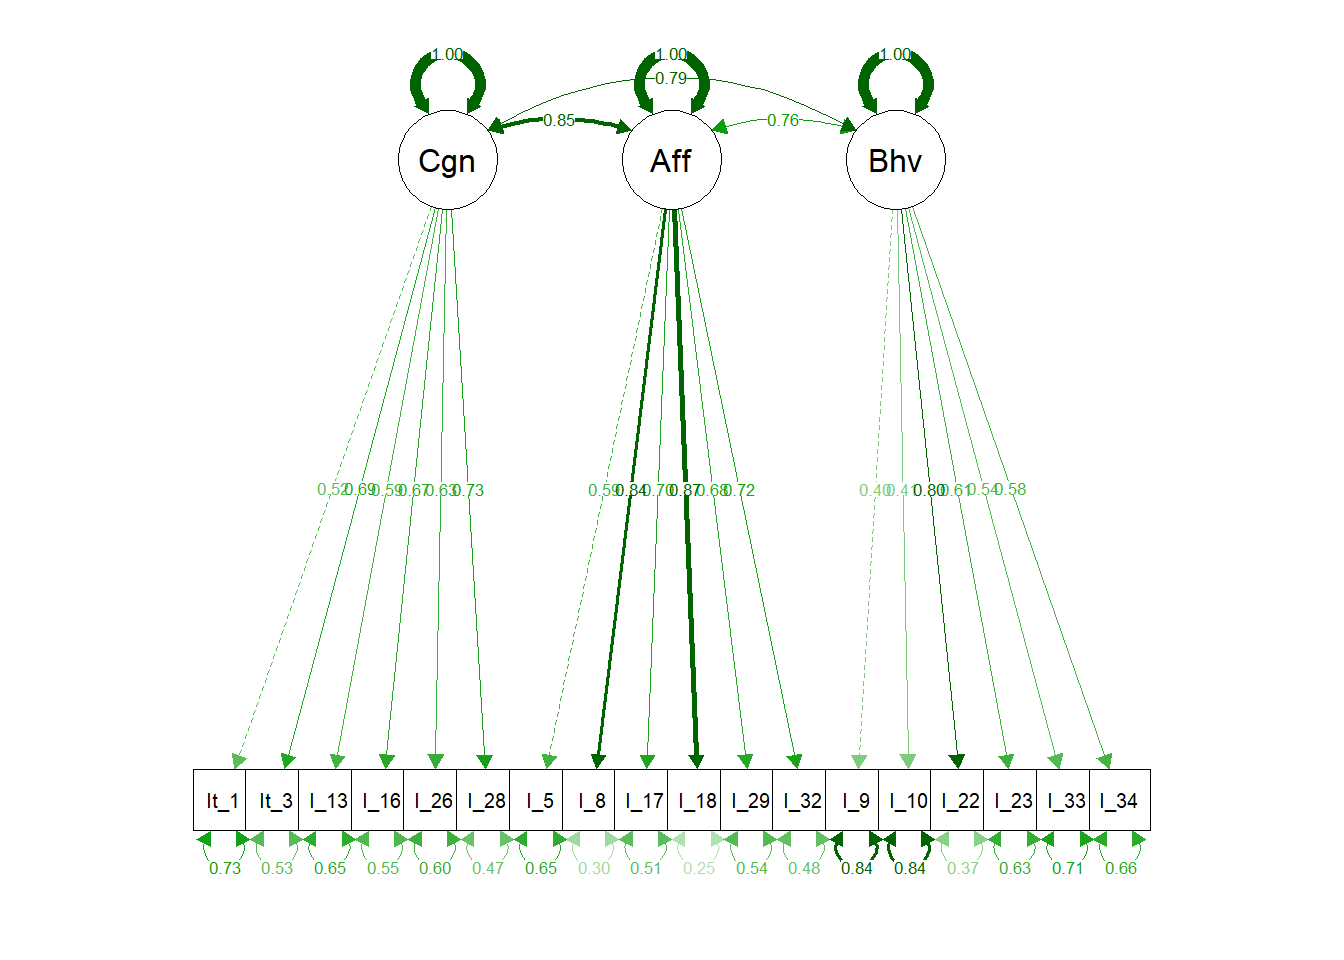 1.00 1.00 1.00
0.79
0.85 0.76
Cgn Aff Bhv
0.52 0.69 0.59 0.67 0.63 0.73 0.59 0.84 0.70 0.87 0.68 0.72 0.40 0.41 0.80 0.61 0.54 0.58
It_1 It_3 I_13 I_16 I_26 I_28 I_5 I_8 I_17 I_18 I_29 I_32 I_9 I_10 I_22 I_23 I_33 I_34
0.73 0.53 0.65 0.55 0.60 0.47 0.65 0.30 0.51 0.25 0.54 0.48 0.84 0.84 0.37 0.63 0.71 0.66